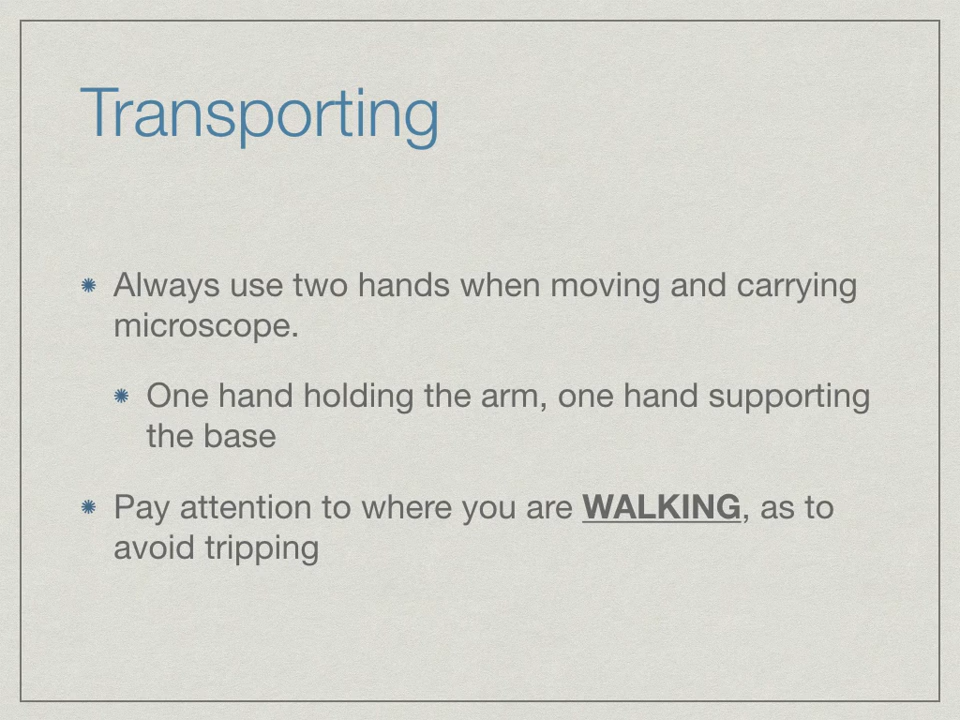 Transporting
Always use two hands when moving and carrying
microscope.
One hand holding the arm, one hand supporting
the base
Pay attention to where you are WALKING, as to
avoid tripping